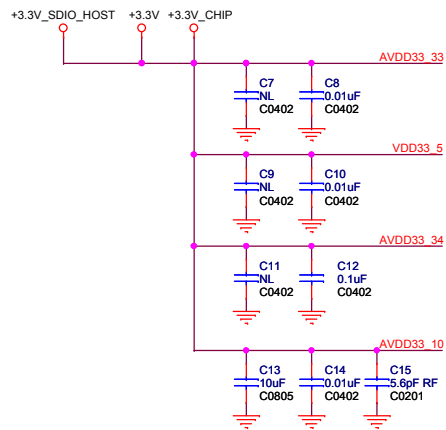 +3.3V_SDIO_HOST +3.3V +3.3V_CHIP
AVDD33_33
C7 C8
NL 0.01uF
C0402 C0402
VDD33_5
C9 C10
NL 0.01uF
C0402 C0402
AVDD33_34
C11 C12
NL 0.1uF
C0402 C0402
AVDD33_10
C13 C14 C15
10uF 0.01uF 5.6pF RF
C0805 C0402 C0201